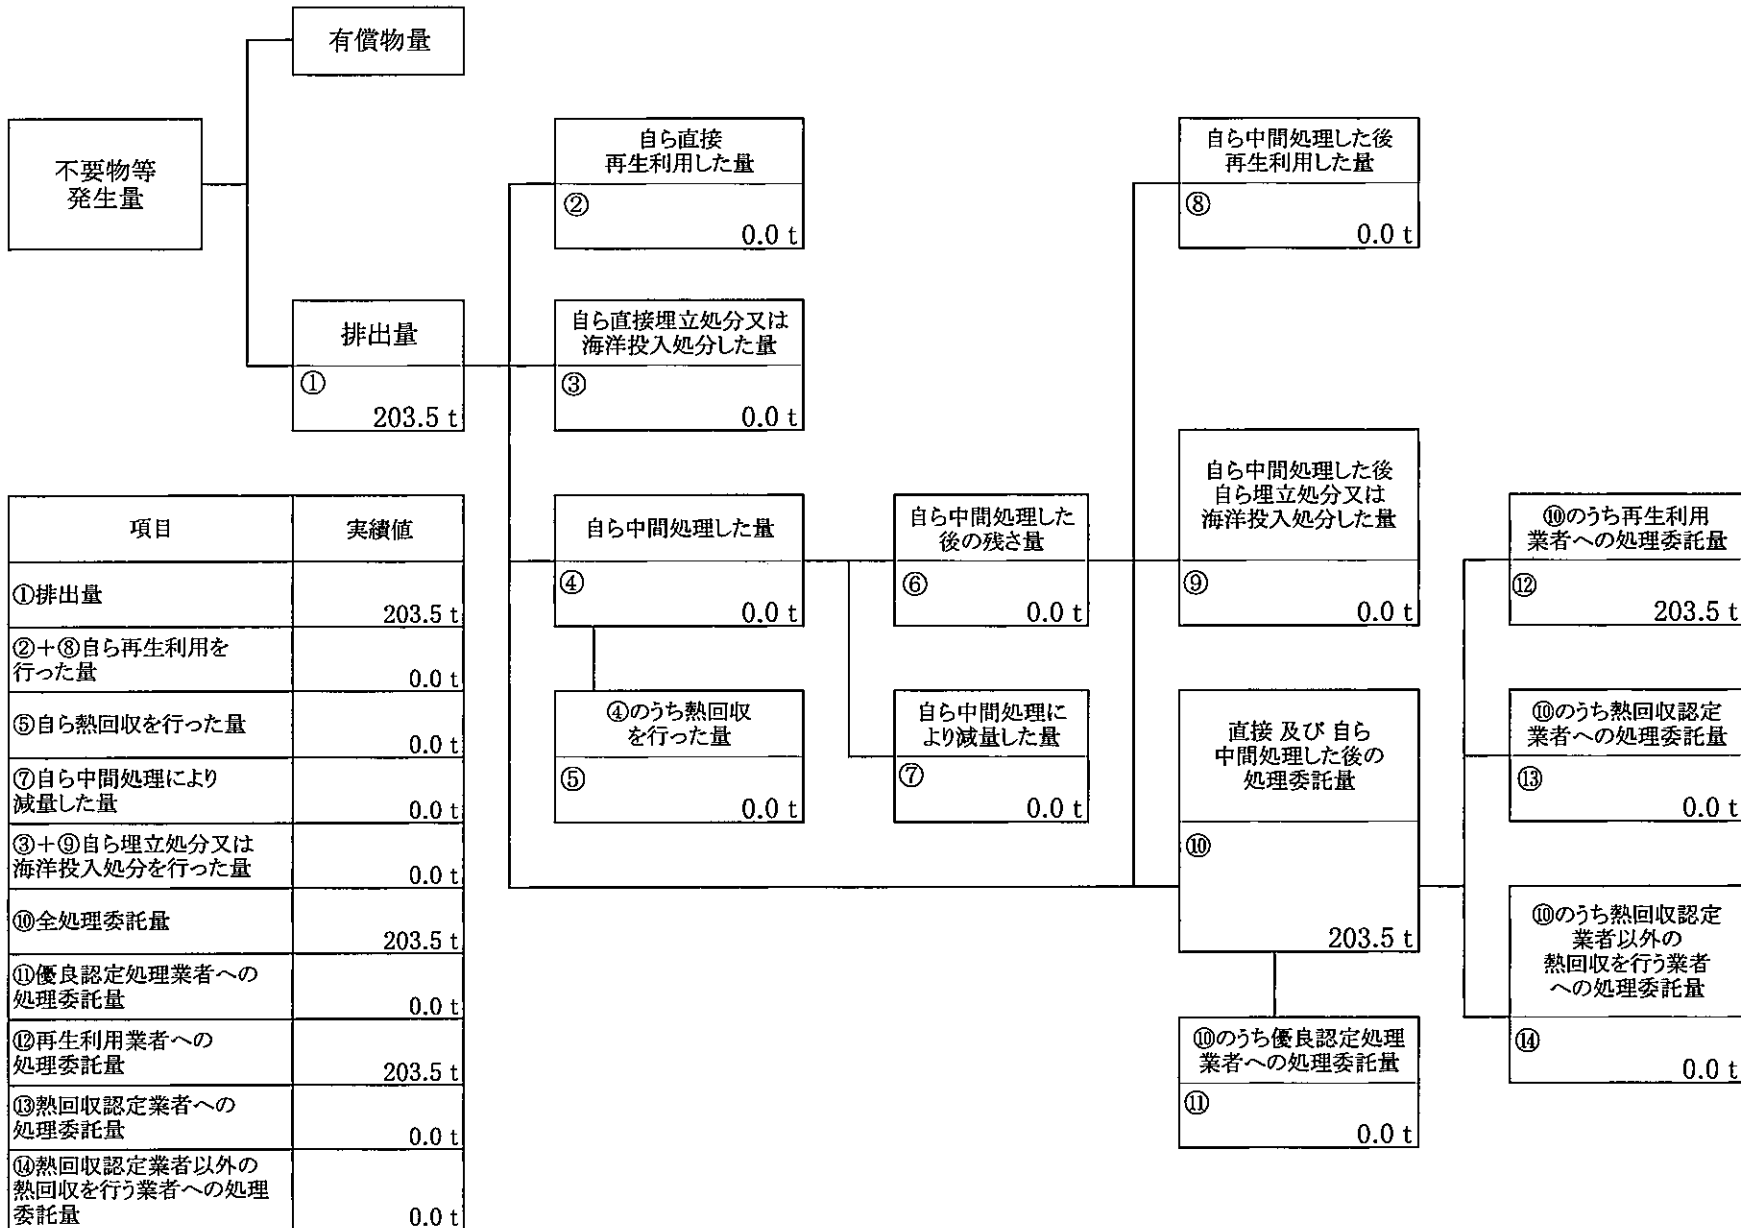 有償物量
不要物等
発生量
自ら直接
再生利用した量
②
0.0 t
自ら中間処理した後
再生利用した量
⑧
0.0 t
排出量
①
203.5 t
自ら直接埋立処分又は
海洋投入処分した量
③
0.0 t
自ら中間処理した量
④
0.0 t
自ら中間処理した
後の残さ量
⑥
0.0 t
自ら中間処理した後
自ら埋立処分又は
海洋投入処分した量
⑨
0.0 t
⑩のうち再生利用
業者への処理委託量
⑫
203.5 t
④のうち熱回収
を行った量
⑤
0.0 t
自ら中間処理に
より減量した量
⑦
0.0 t
直接 及び 自ら
中間処理した後の
処理委託量
⑩
203.5 t
⑩のうち熱回収認定
業者への処理委託量
⑬
0.0 t
⑩のうち熱回収認定
業者以外の
熱回収を行う業者
への処理委託量
⑭
0.0 t
⑩のうち優良認定処理
業者への処理委託量
⑪
0.0 t
項目 実績値
①排出量
203.5 t
②+⑧自ら再生利用を
行った量
0.0 t
⑤自ら熱回収を行った量
0.0 t
⑦自ら中間処理により
減量した量
0.0 t
③+⑨自ら埋立処分又は
海洋投入処分を行った量
0.0 t
⑩全処理委託量
203.5 t
⑪優良認定処理業者への
処理委託量
0.0 t
⑫再生利用業者への
処理委託量
203.5 t
⑬熱回収認定業者への
処理委託量
0.0 t
⑭熱回収認定業者以外の
熱回収を行う業者への処理
委託量
0.0 t